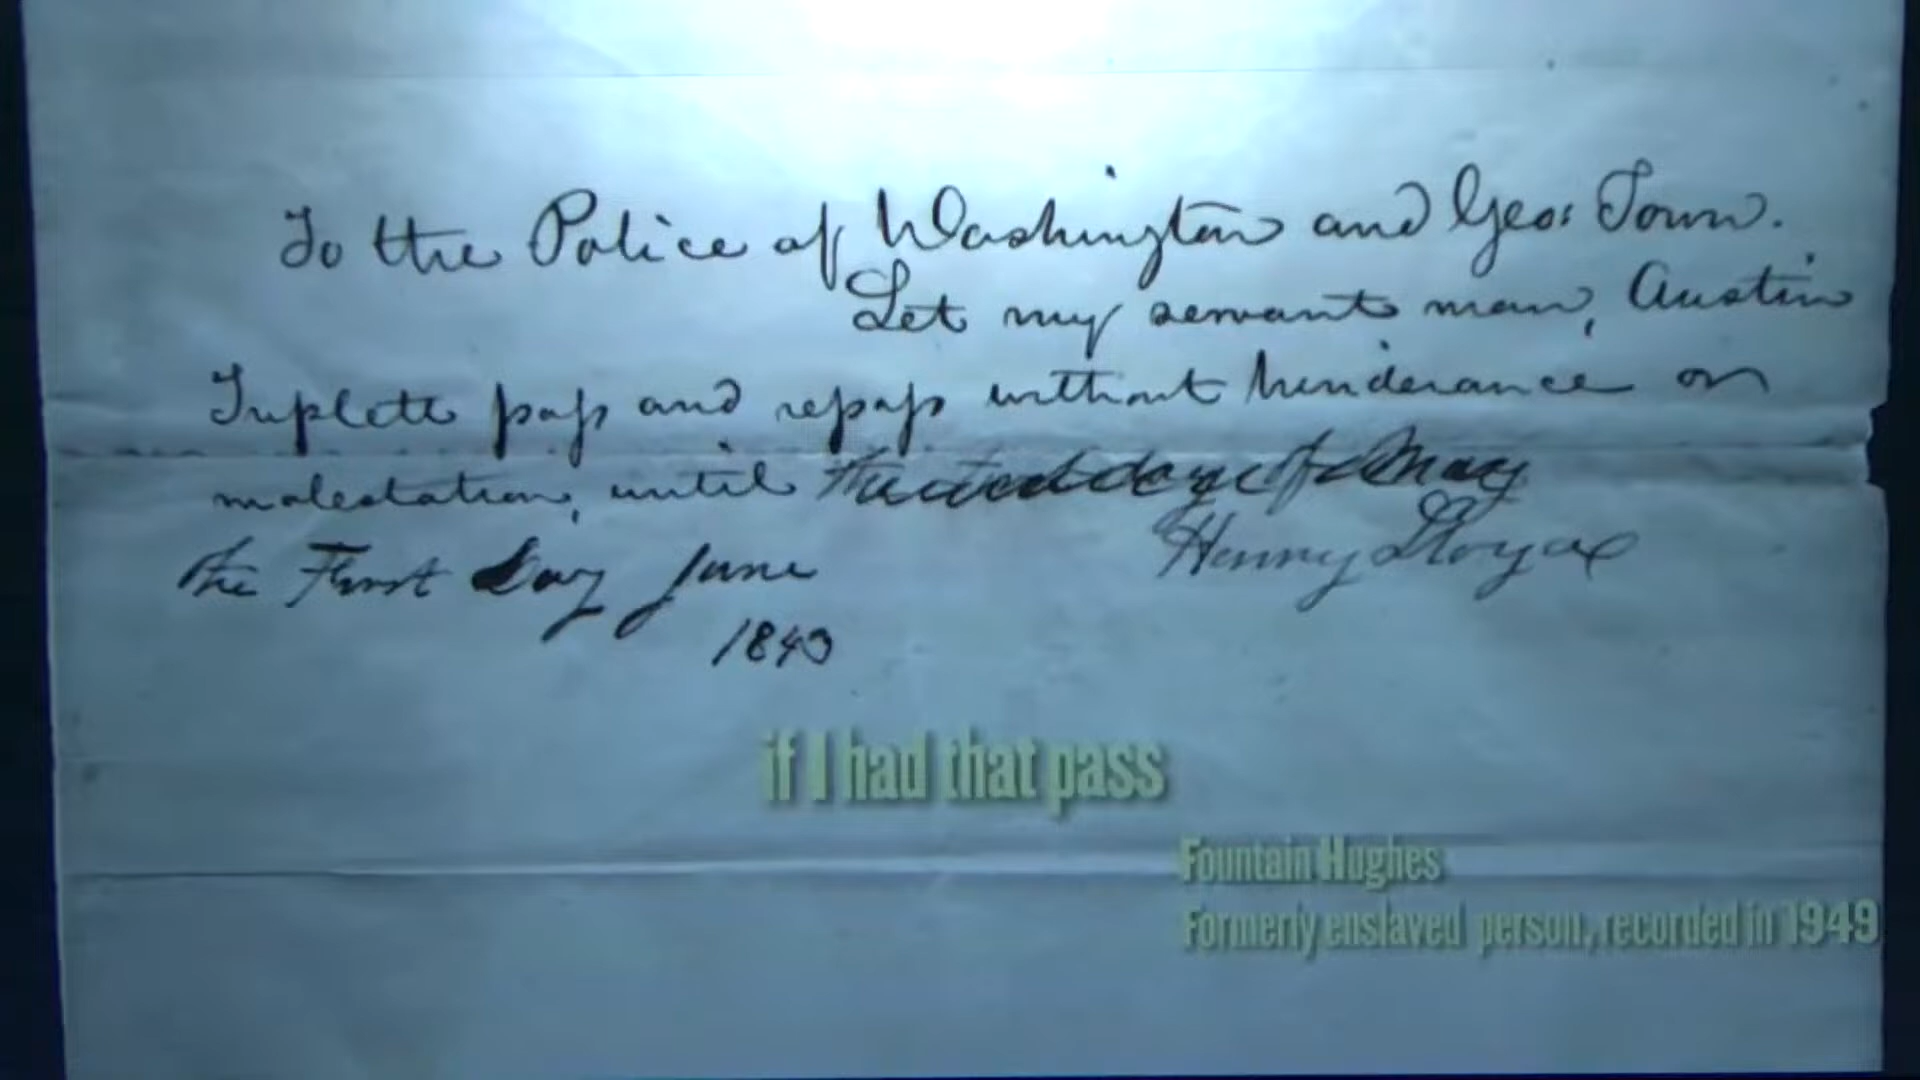 To the Police of Washington and Geo: Town.
Let my servant man, Austin
Tuplett pass and repass without hinderance or
molestation, until
the First Day June
1843
Henry
if I had that pass
Fountain Hughes
Formerly enslaved person, recorded in 1949